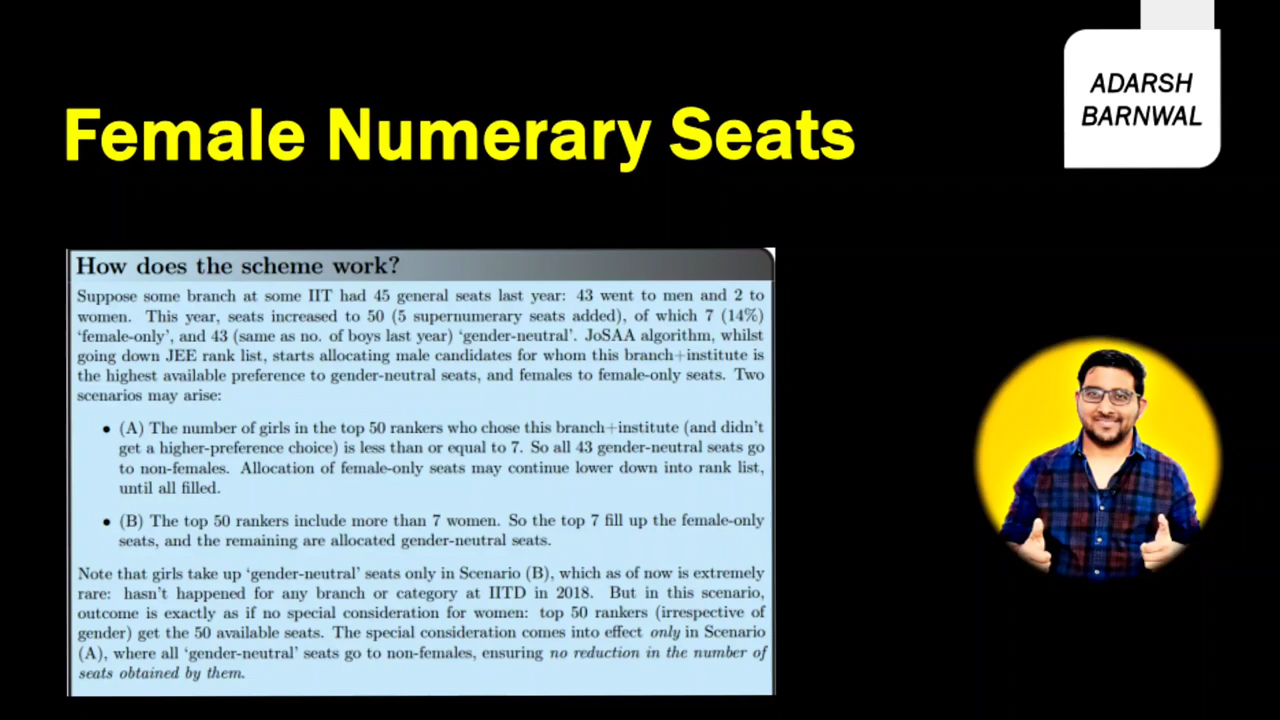 ADARSH
BARNWAL
Female Numerary Seats
How does the scheme work?
Suppose some branch at some IIT had 45 general seats last year: 43 went to men and 2 to
women. This year, seats increased to 50 (5 supernumerary seats added), of which 7 (14%)
'female-only', and 43 (same as no. of boys last year) 'gender-neutral'. JoSAA algorithm, whilst
going down JEE rank list, starts allocating male candidates for whom this branch+institute is
the highest available preference to gender-neutral seats, and females to female-only seats. Two
scenarios may arise:
• (A) The number of girls in the top 50 rankers who chose this branch+institute (and didn't
get a higher-preference choice) is less than or equal to 7. So all 43 gender-neutral seats go
to non-females. Allocation of female-only seats may continue lower down into rank list,
until all filled.
• (B) The top 50 rankers include more than 7 women. So the top 7 fill up the female-only
seats, and the remaining are allocated gender-neutral seats.
Note that girls take up 'gender-neutral' seats only in Scenario (B), which as of now is extremely
rare: hasn't happened for any branch or category at IITD in 2018. But in this scenario,
outcome is exactly as if no special consideration for women: top 50 rankers (irrespective of
gender) get the 50 available seats. The special consideration comes into effect only in Scenario
(A), where all 'gender-neutral' seats go to non-females, ensuring no reduction in the number of
seats obtained by them.